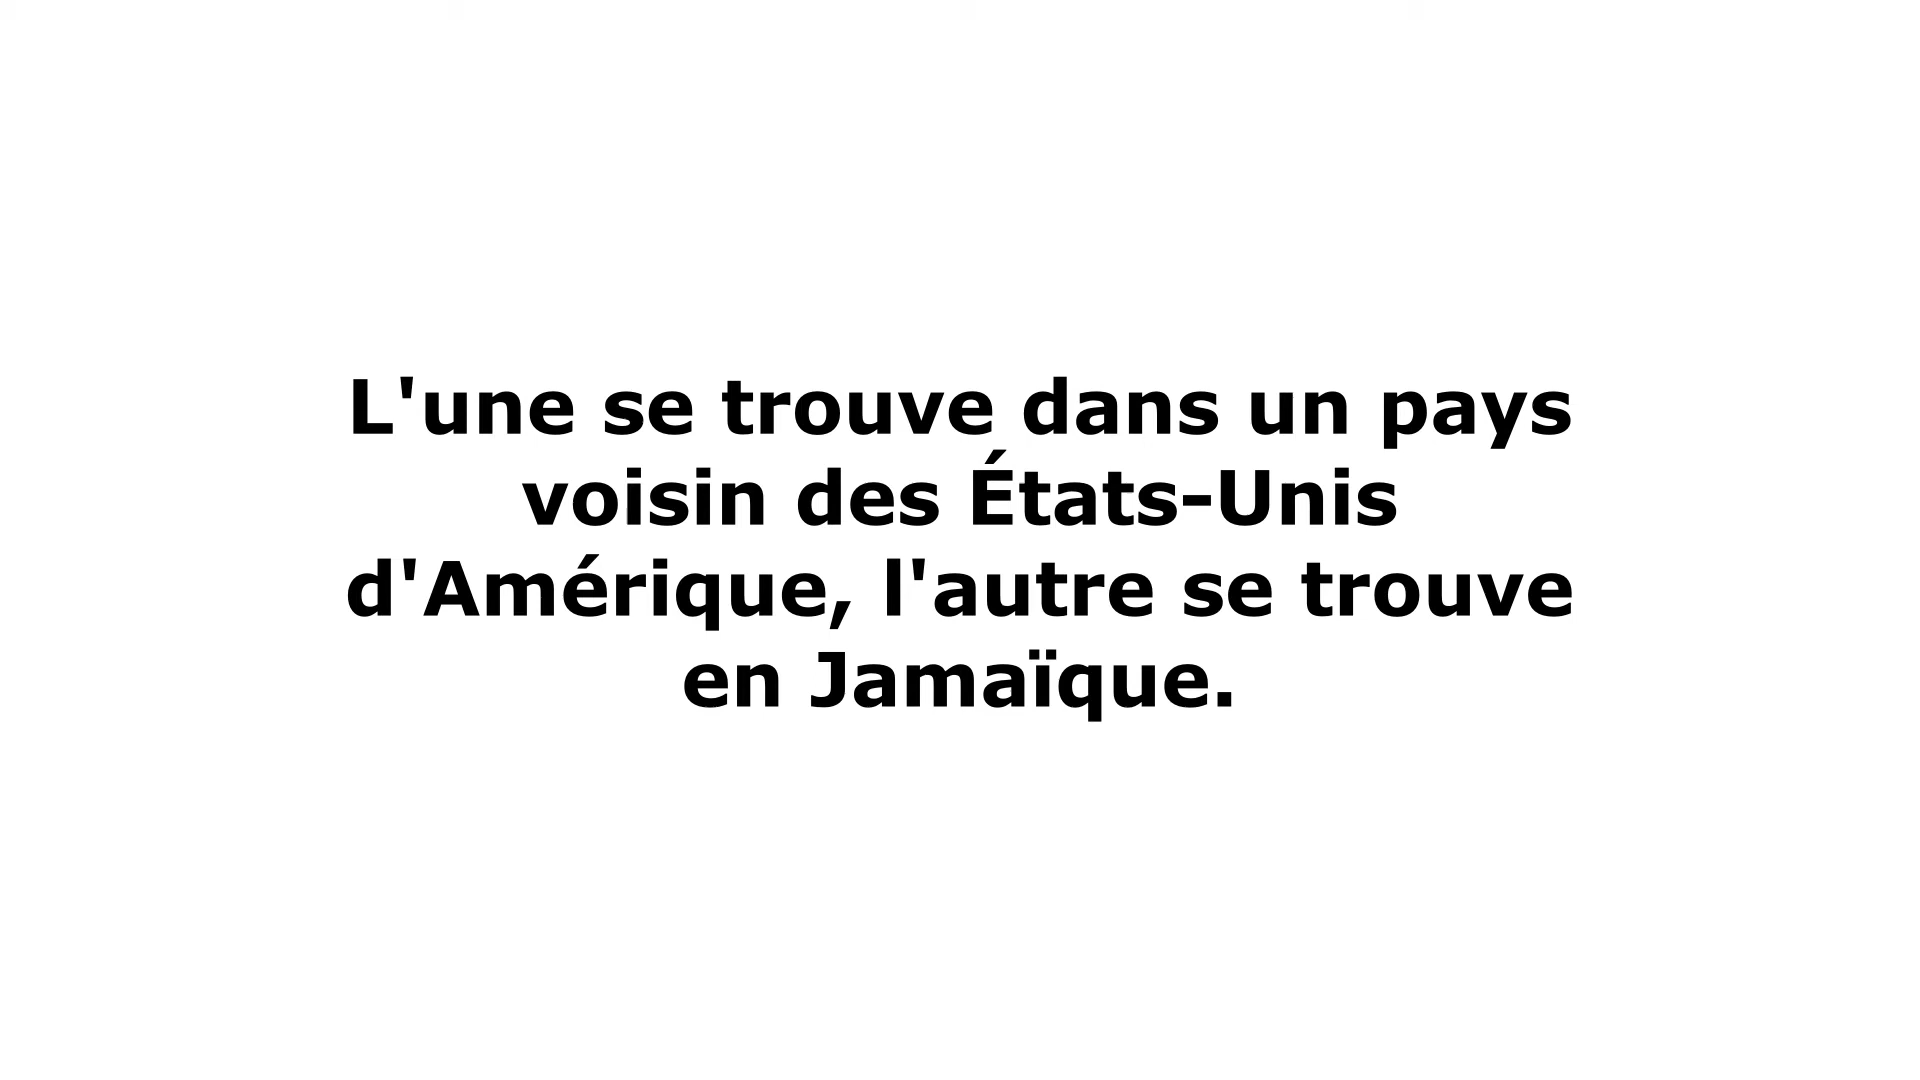 L'une se trouve dans un pays
voisin des États-Unis
d'Amérique, l'autre se trouve
en Jamaïque.